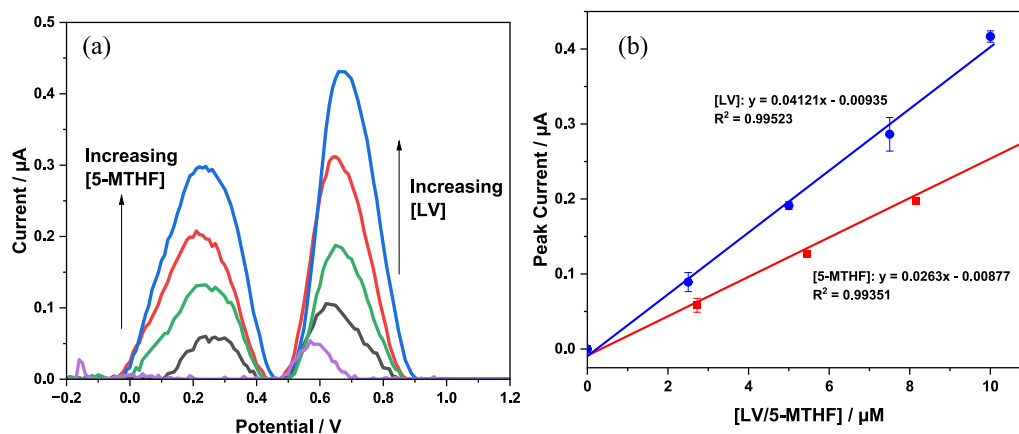 (a)
0.5
0.4
0.3
0.2
0.1
0.0
Current / µA
Increasing
[5-MTHF]
Increasing
[LV]
−0.2 0.0 0.2 0.4 0.6 0.8 1.0 1.2
Potential / V
(b)
0.4
0.3
0.2
0.1
0.0
Peak Current / µA
[LV]: y = 0.04121x - 0.00935
R² = 0.99523
[5-MTHF]: y = 0.0263x - 0.00877
R² = 0.99351
0 2 4 6 8 10
[LV/5-MTHF] / µM